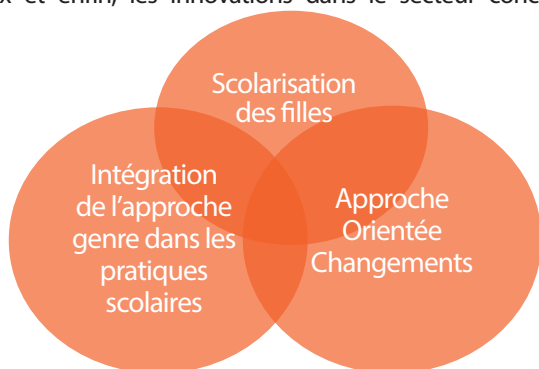 et enfin, les innovations dans le secteur
Scolarisation
des filles
Intégration
de l'approche
genre dans les
pratiques
scolaires
Approche
Orientée
Changements